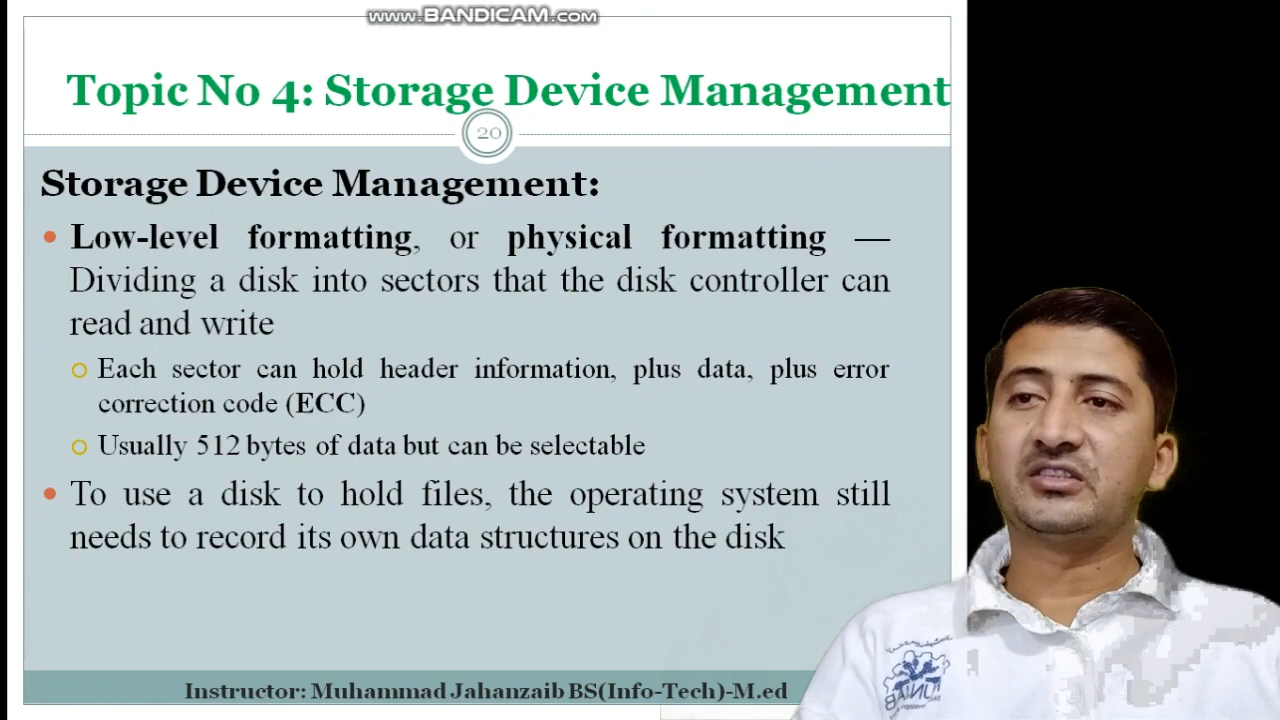 WWW.BANDICAM.COM
Topic No 4: Storage Device Management
20
Storage Device Management:
Low-level formatting, or physical formatting —
Dividing a disk into sectors that the disk controller can
read and write
Each sector can hold header information, plus data, plus error
correction code (ECC)
Usually 512 bytes of data but can be selectable
To use a disk to hold files, the operating system still
needs to record its own data structures on the disk
Instructor: Muhammad Jahanzaib BS(Info-Tech)-M.ed